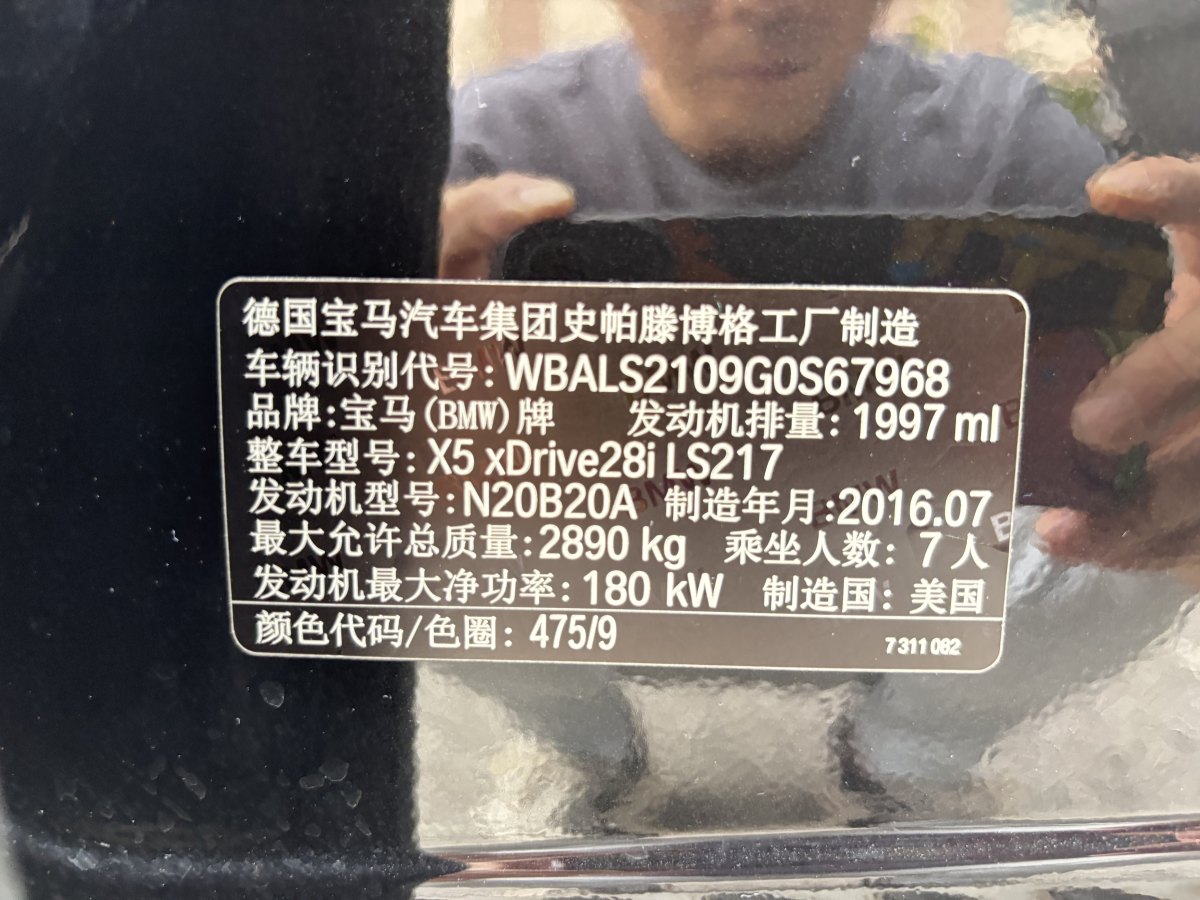 德国宝马汽车集团史帕滕博格工厂制造
车辆识别代号:WBALS2109G0S67968
品牌:宝马(BMW)牌 发动机排量:1997 ml
整车型号:X5 xDrive28i LS217
发动机型号:N20B20A 制造年月:2016.07
最大允许总质量:2890 kg 乘坐人数:7人
发动机最大净功率:180 kW 制造国:美国
颜色代码/色圈:475/9 7311082